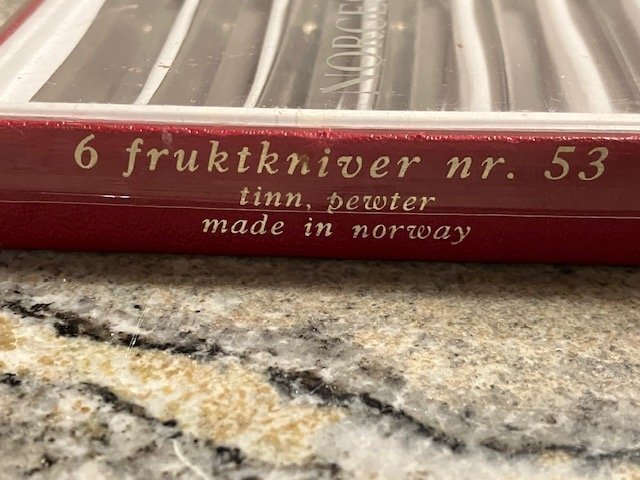 6 fruktkniver nr. 53
tinn, pewter
made in norway